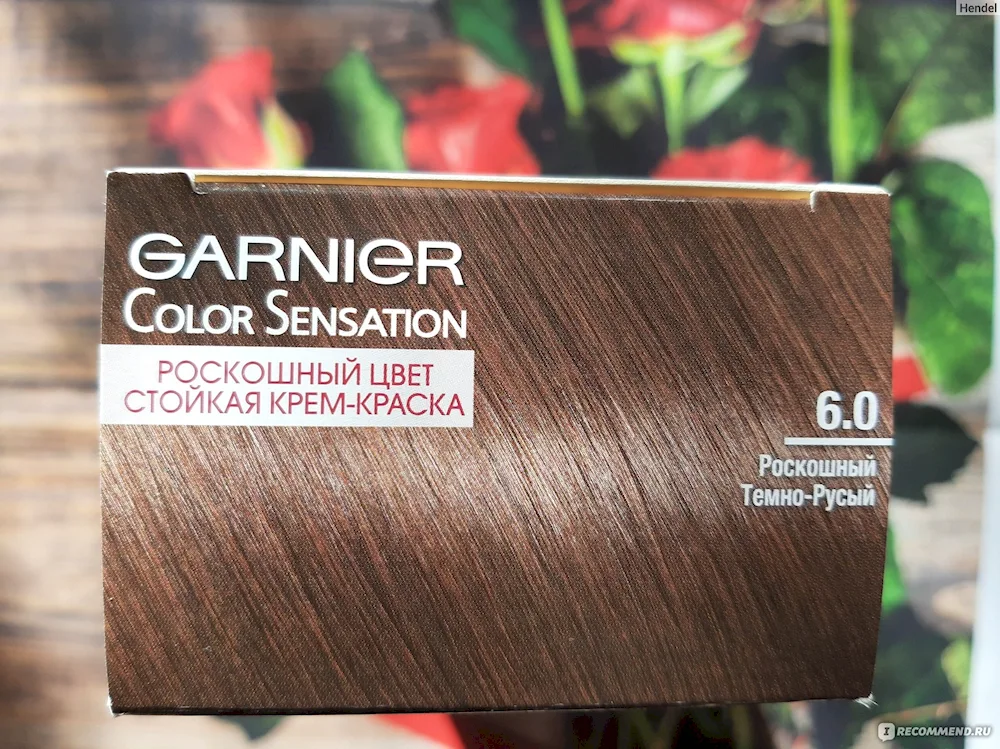 Hendel
GARNIER
COLOR SENSATION
РОСКОШНЫЙ ЦВЕТ
СТОЙКАЯ КРЕМ-КРАСКА
6.0
Роскошный
Темно-Русый
RECOMMEND.RU